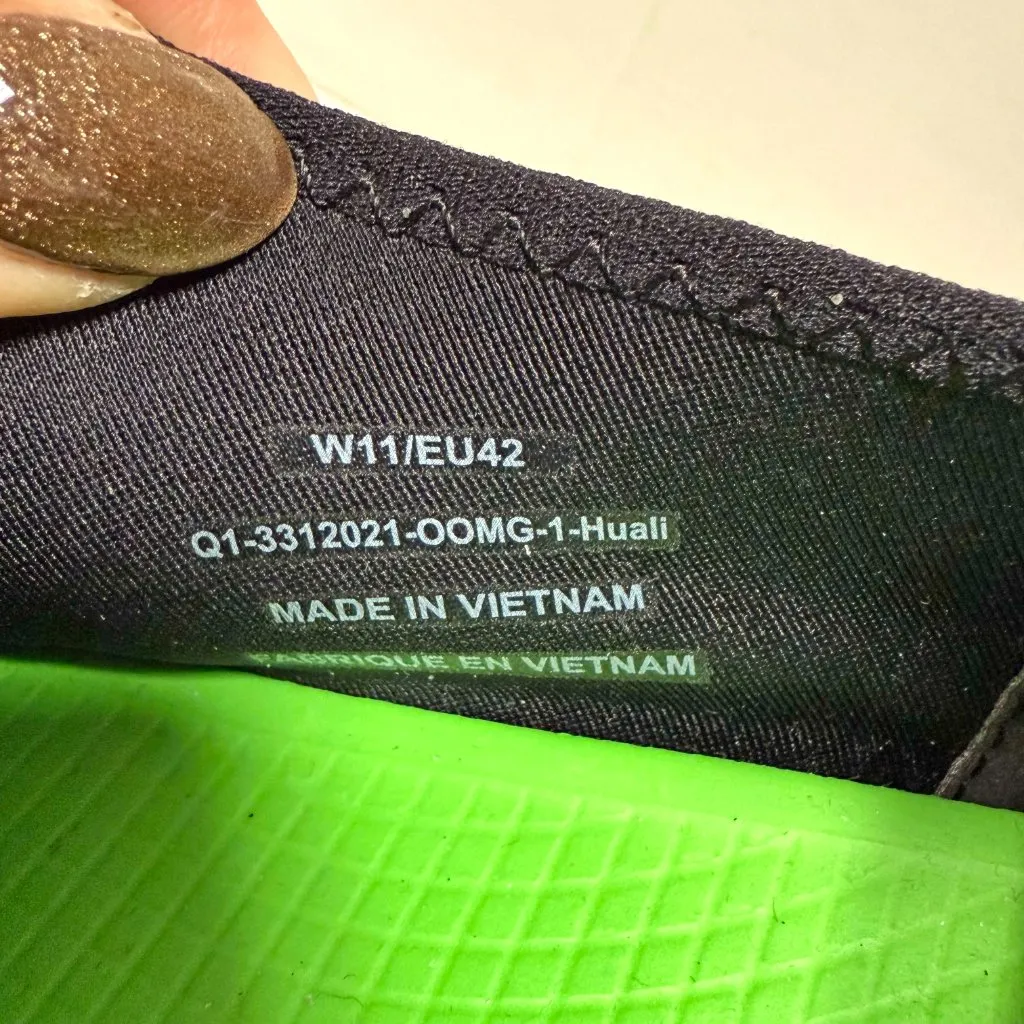 W11/EU42
Q1-3312021-OOMG-1-Huali
MADE IN VIETNAM
FABRIQUE EN VIETNAM